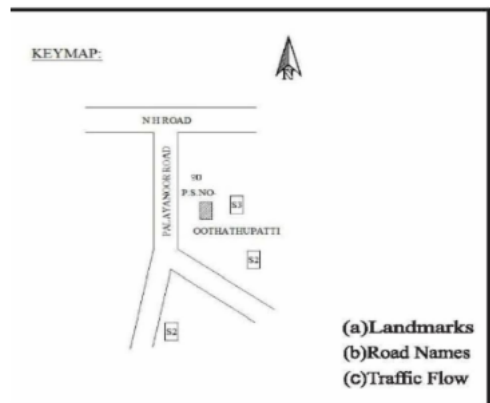 KEYMAP:
N
N H ROAD
PALAYANOOR ROAD
90
P.S.NO.
S3
OOTHATHUPATTI
S2
S2
(a)Landmarks
(b)Road Names
(c)Traffic Flow